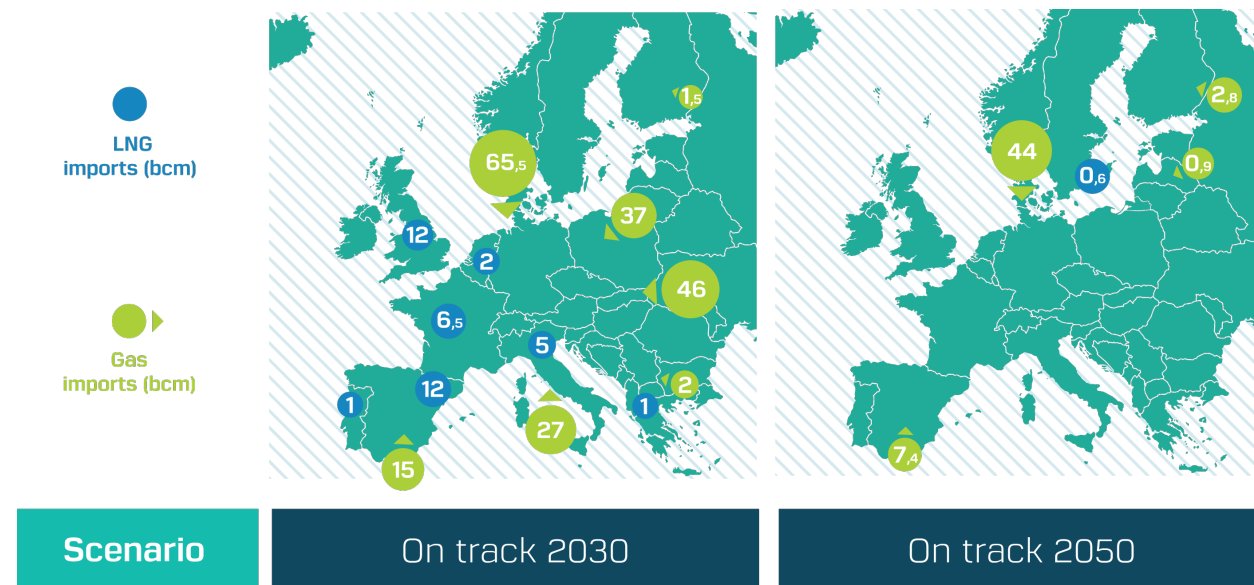 LNG
imports (bcm)
Gas
imports (bcm)
1,5
65,5
37
12
2
46
6,5
5
2
12
1
1
27
15
2,8
44
0,9
0,6
7,4
Scenario
On track 2030
On track 2050